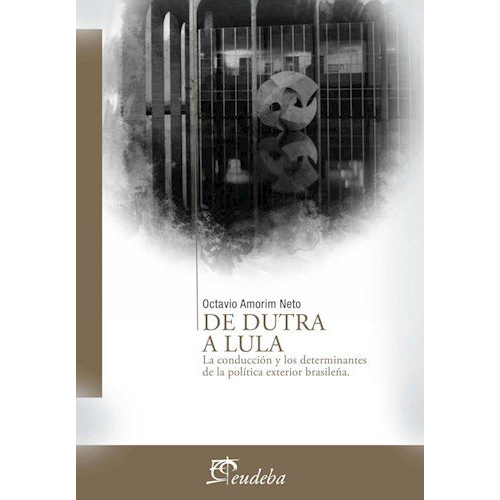 Octavio Amorim Neto
DE DUTRA
A LULA
La conducción y los determinantes
de la política exterior brasileña.
eudeba